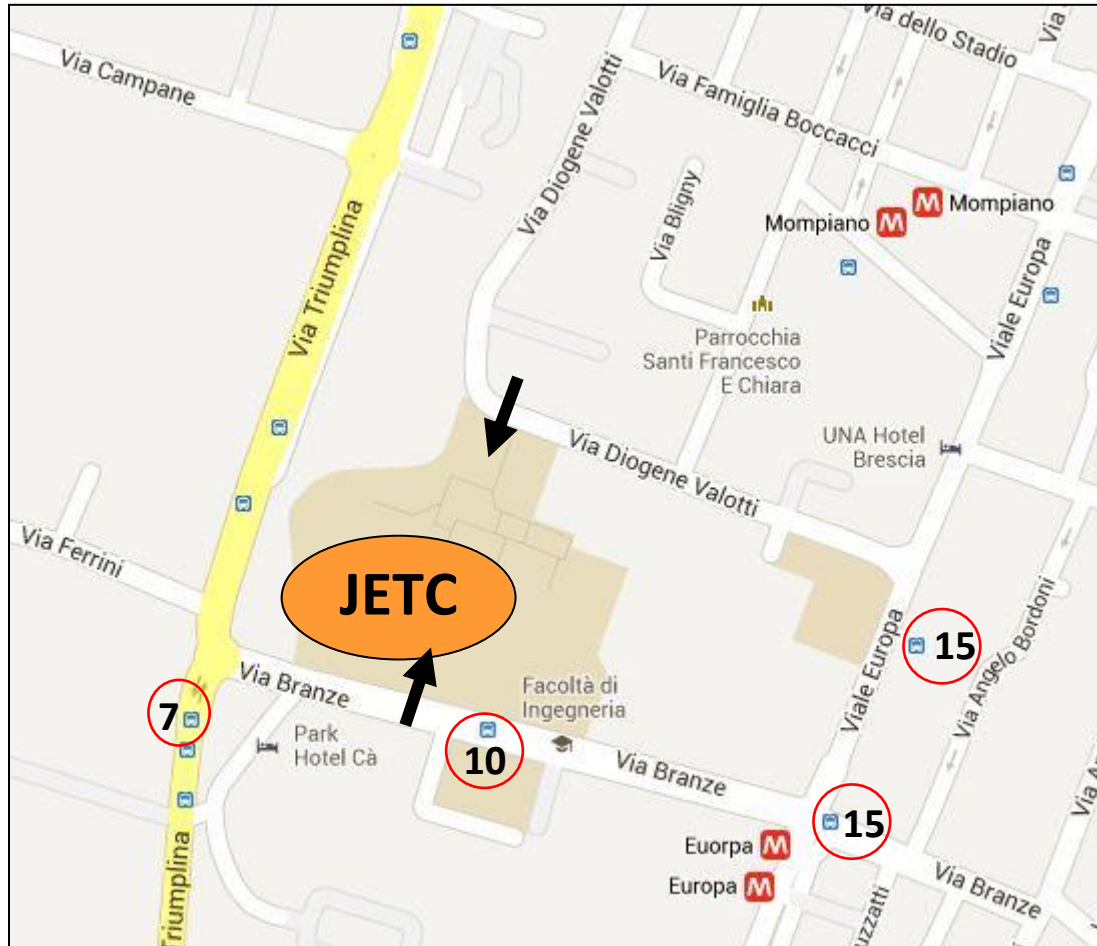 Via dello Stadio
Via
Via Campane
Via Famiglia Boccacci
Via Diogene Valotti
Via Bligny
Mompiano M
M Mompiano
Via Triumplina
Viale Europa
Parrocchia
Santi Francesco
E Chiara
UNA Hotel
Brescia
Via Diogene Valotti
Via Ferrini
JETC
Via Angelo Bordoni
15
Viale Europa
Via Branze
Facoltà di
Ingegneria
7
Park
Hotel Cà
10
Via Branze
15
Euorpa M
Europa M
Via Branze
Triumplina
uzzatti